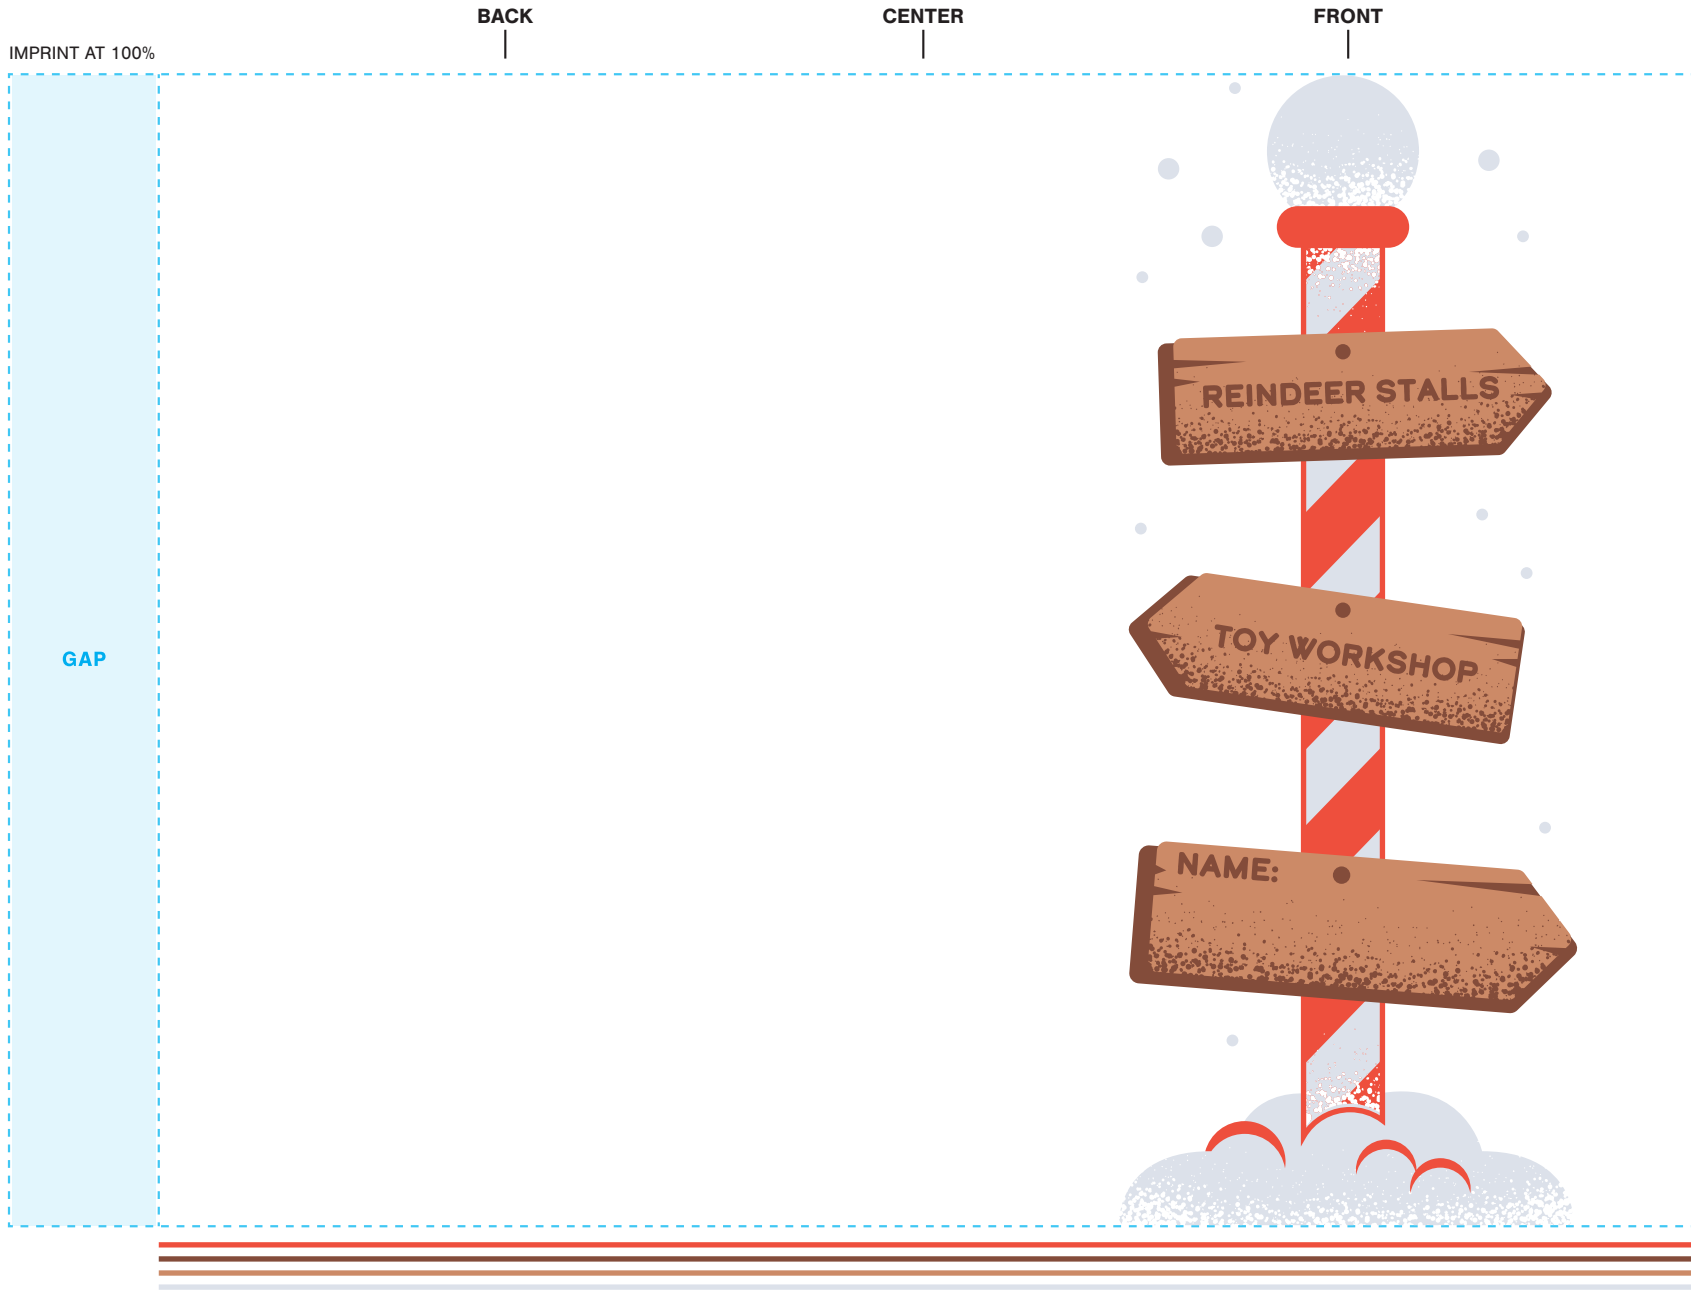 BACK
CENTER
FRONT
IMPRINT AT 100%
GAP
REINDEER STALLS
TOY WORKSHOP
NAME: